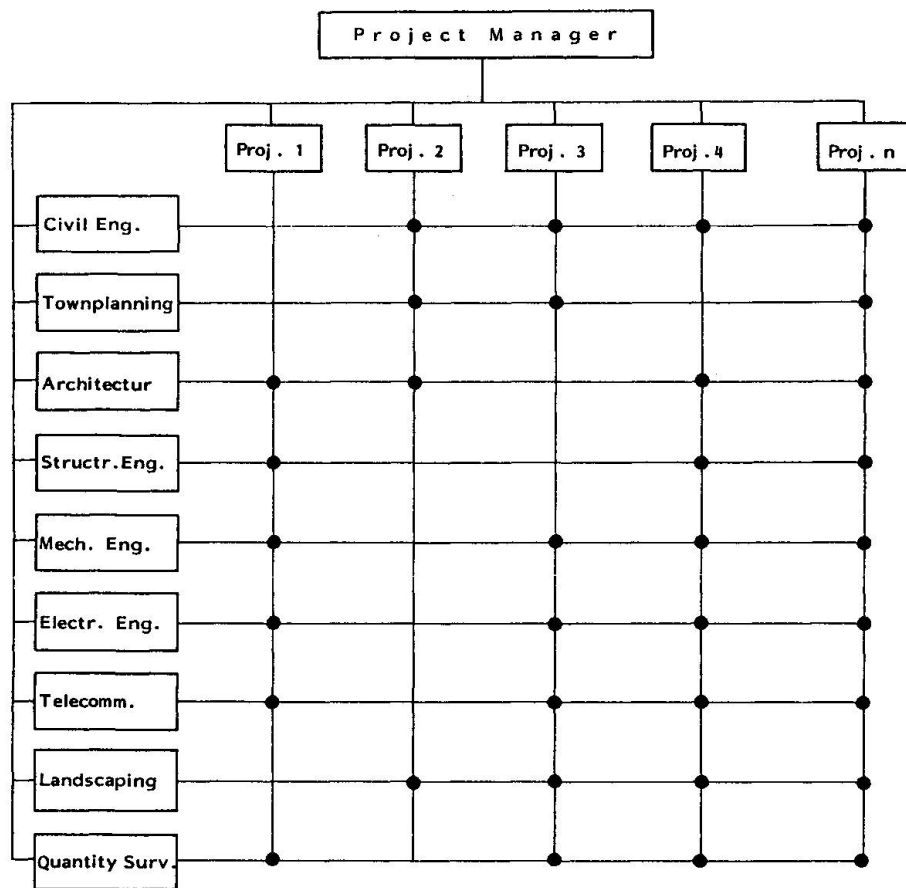 Project Manager
Proj. 1 Proj. 2 Proj. 3 Proj.4 Proj.n
Civil Eng.
Townplanning
Architectur
Structr.Eng.
Mech. Eng.
Electr. Eng.
Telecomm.
Landscaping
Quantity Surv.